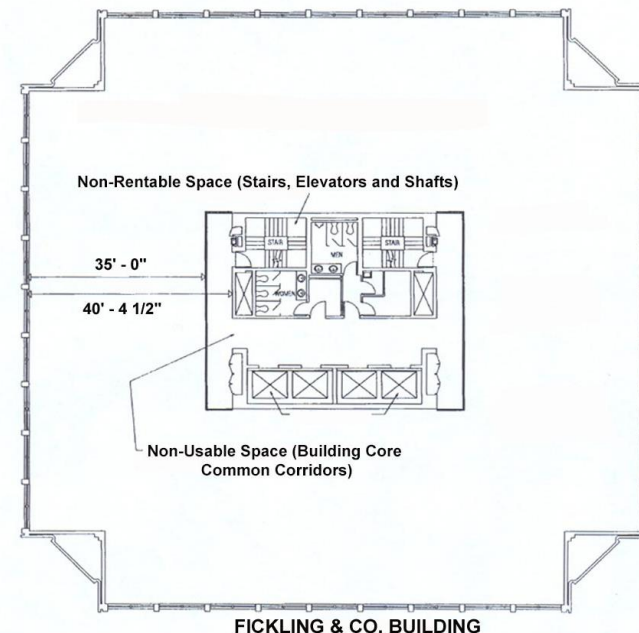 Non-Rentable Space (Stairs, Elevators and Shafts)
STAIR
MEN
STAIR
35' - 0"
WOMEN
40' - 4 1/2"
Non-Usable Space (Building Core
Common Corridors)
FICKLING & CO. BUILDING